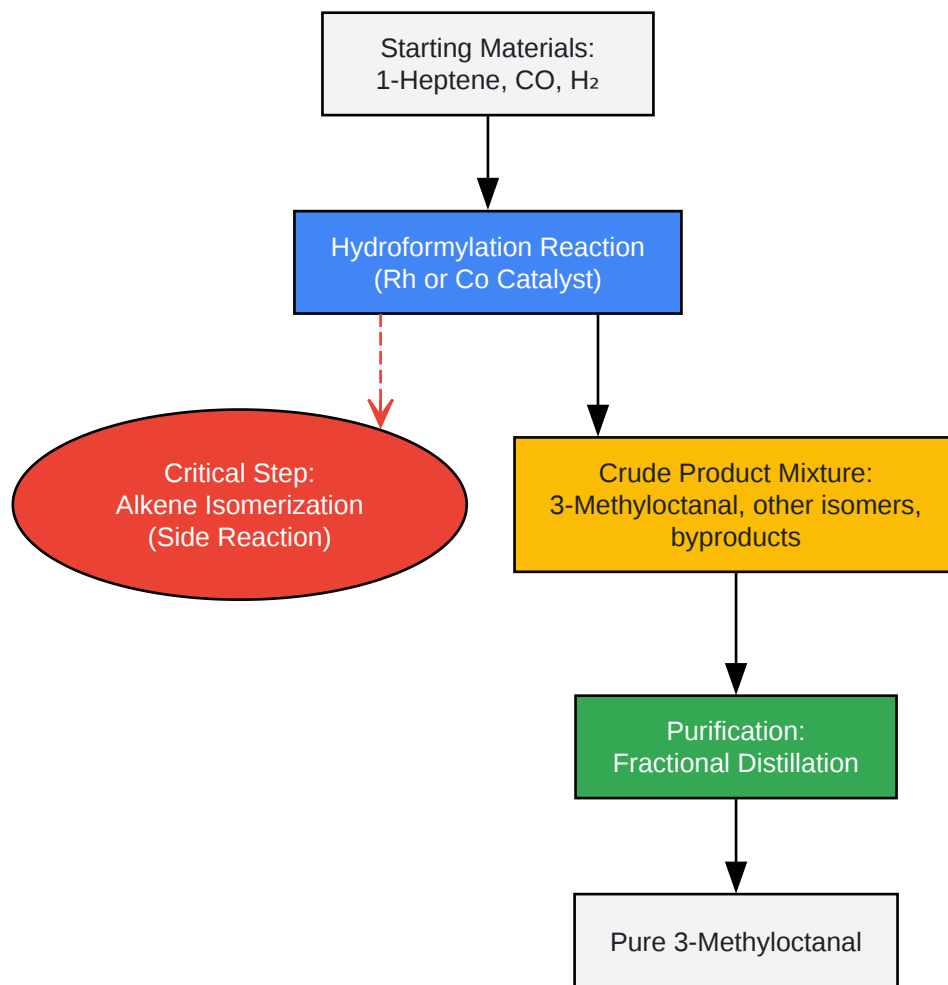 Starting Materials:
1-Heptene, CO, H₂
Hydroformylation Reaction
(Rh or Co Catalyst)
Critical Step:
Alkene Isomerization
(Side Reaction)
Crude Product Mixture:
3-Methyloctanal, other isomers,
byproducts
Purification:
Fractional Distillation
Pure 3-Methyloctanal